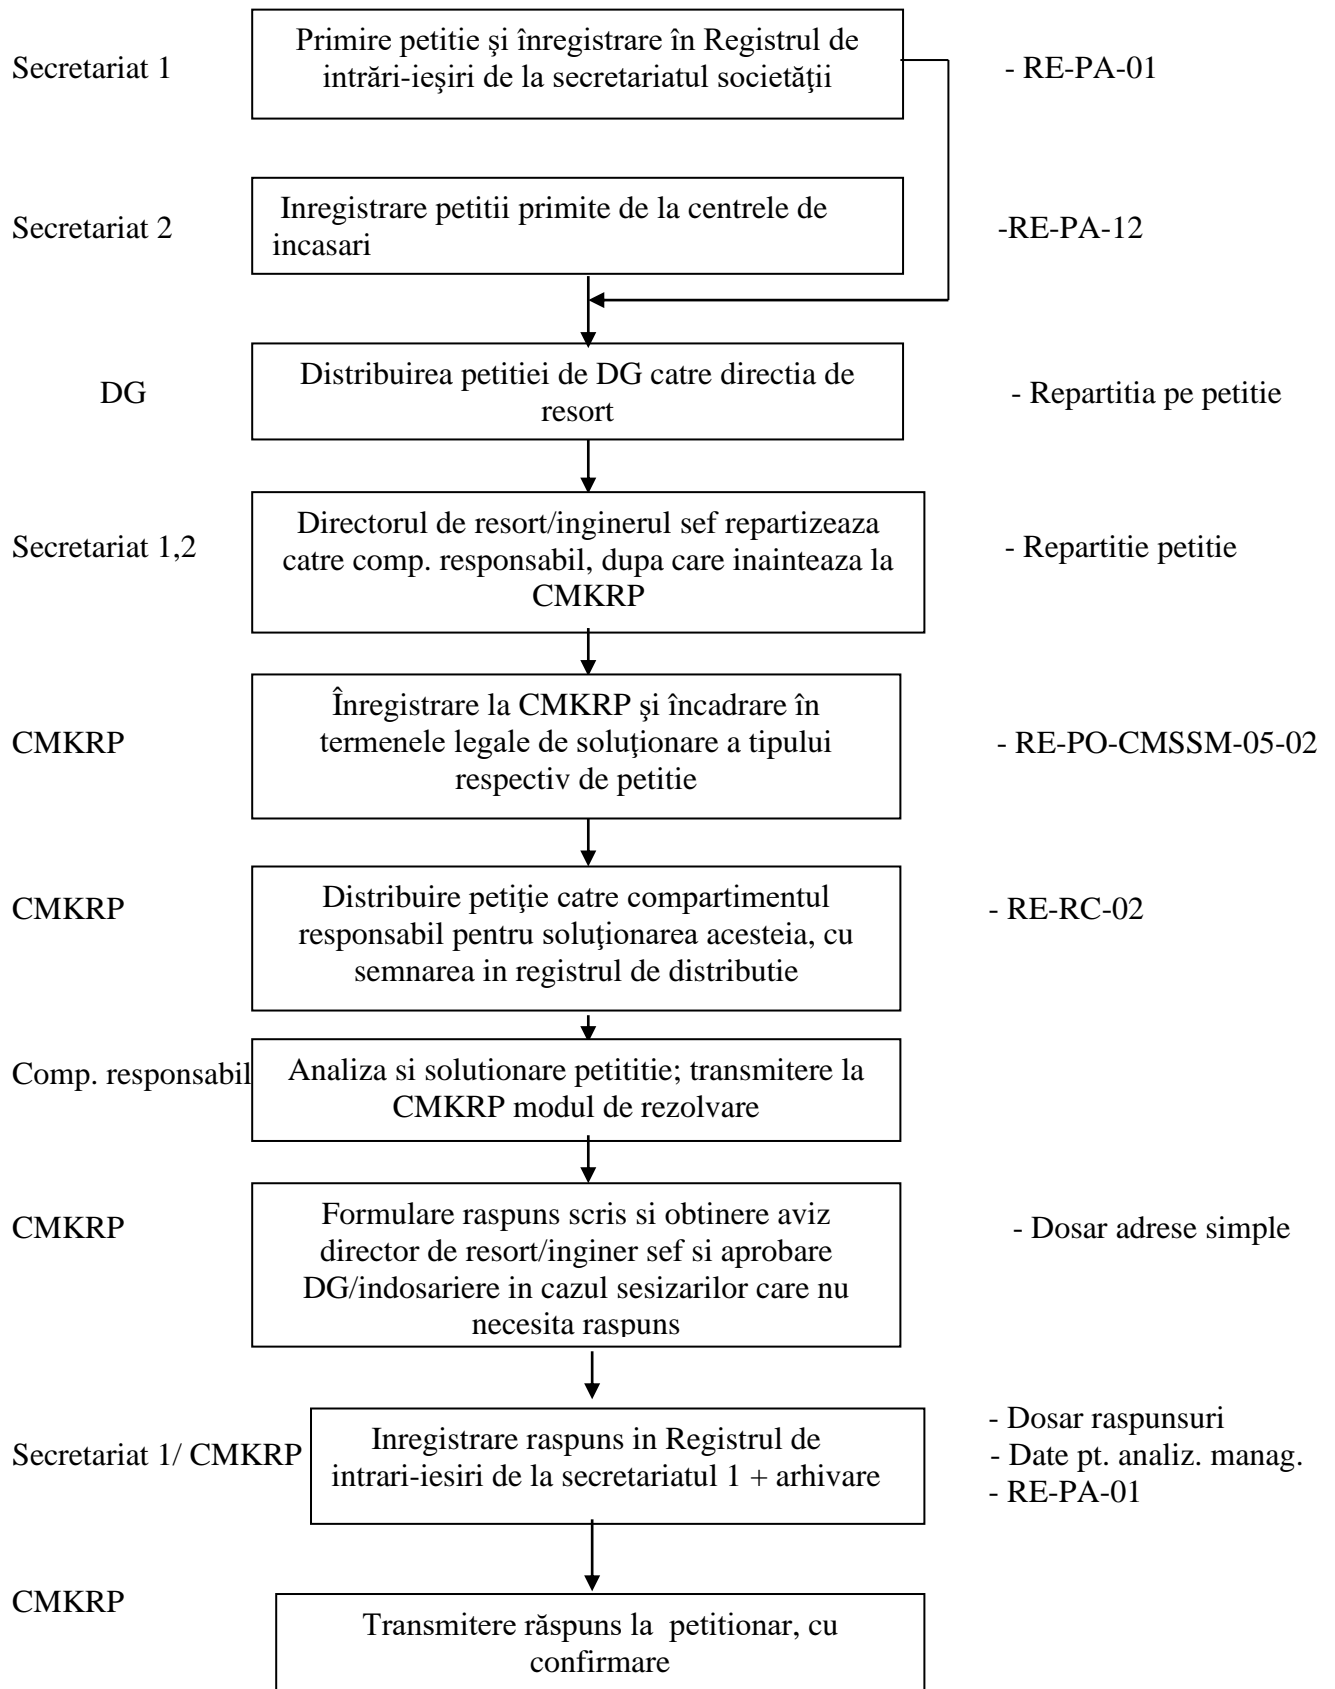 Secretariat 1
Primire petitie şi înregistrare în Registrul de
intrări-ieşiri de la secretariatul societăţii
- RE-PA-01
Secretariat 2
Inregistrare petitii primite de la centrele de
incasari
-RE-PA-12
DG
Distribuirea petitiei de DG catre directia de
resort
- Repartitia pe petitie
Secretariat 1,2
Directorul de resort/inginerul sef repartizeaza
catre comp. responsabil, dupa care inainteaza la
CMKRP
- Repartitie petitie
CMKRP
Înregistrare la CMKRP şi încadrare în
termenele legale de soluţionare a tipului
respectiv de petitie
- RE-PO-CMSSM-05-02
CMKRP
Distribuire petiţie catre compartimentul
responsabil pentru soluţionarea acesteia, cu
semnarea in registrul de distributie
- RE-RC-02
Comp. responsabil
Analiza si solutionare petititie; transmitere la
CMKRP modul de rezolvare
CMKRP
Formulare raspuns scris si obtinere aviz
director de resort/inginer sef si aprobare
DG/indosariere in cazul sesizarilor care nu
necesita raspuns
- Dosar adrese simple
Secretariat 1/ CMKRP
Inregistrare raspuns in Registrul de
intrari-iesiri de la secretariatul 1 + arhivare
- Dosar raspunsuri
- Date pt. analiz. manag.
- RE-PA-01
CMKRP
Transmitere răspuns la  petitionar, cu
confirmare